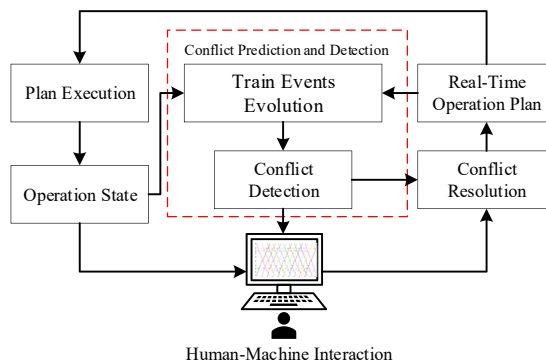 Conflict Prediction and Detection
Plan Execution
Train Events
Evolution
Real-Time
Operation Plan
Operation State
Conflict
Detection
Conflict
Resolution
Human-Machine Interaction